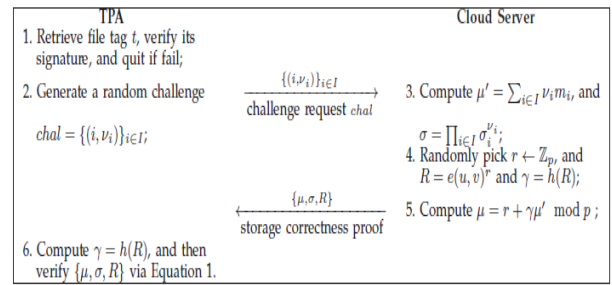 TPA
Cloud Server
1. Retrieve file tag t, verify its
signature, and quit if fail;
2. Generate a random challenge
chal = {(i, ν_i)}_{i∈I};
{(i,ν_i)}_{i∈I}
challenge request chal
3. Compute μ′ = ∑_{i∈I} ν_i m_i, and
σ = ∏_{i∈I} σ_i^{ν_i};
4. Randomly pick r ← ℤ_p, and
R = e(u, v)^r and γ = h(R);
{μ,σ,R}
storage correctness proof
5. Compute μ = r + γμ′ mod p ;
6. Compute γ = h(R), and then
verify {μ, σ, R} via Equation 1.